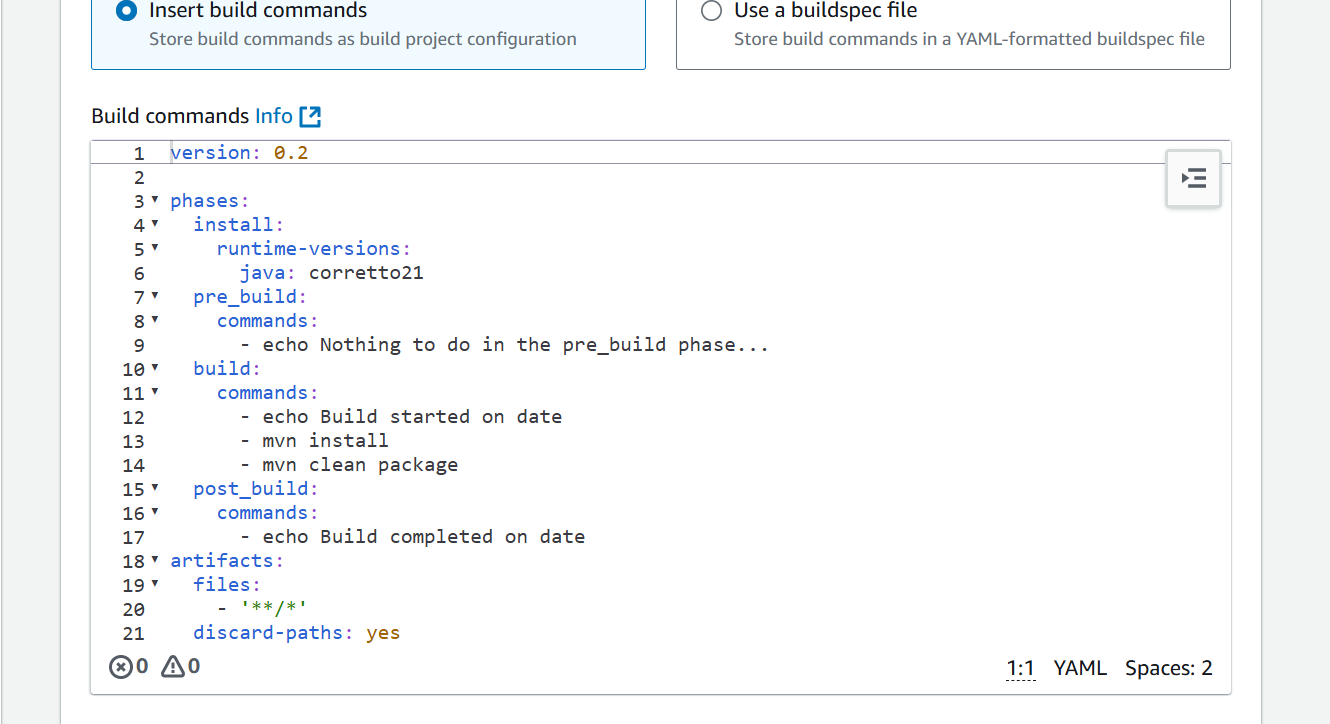 Insert build commands
Store build commands as build project configuration
Use a buildspec file
Store build commands in a YAML-formatted buildspec file
Build commands Info
1 version: 0.2
2
3 phases:
4   install:
5     runtime-versions:
6       java: corretto21
7   pre_build:
8     commands:
9       - echo Nothing to do in the pre_build phase...
10   build:
11     commands:
12       - echo Build started on date
13       - mvn install
14       - mvn clean package
15   post_build:
16     commands:
17       - echo Build completed on date
18 artifacts:
19   files:
20     - '**/*'
21   discard-paths: yes
0 0 1:1 YAML Spaces: 2